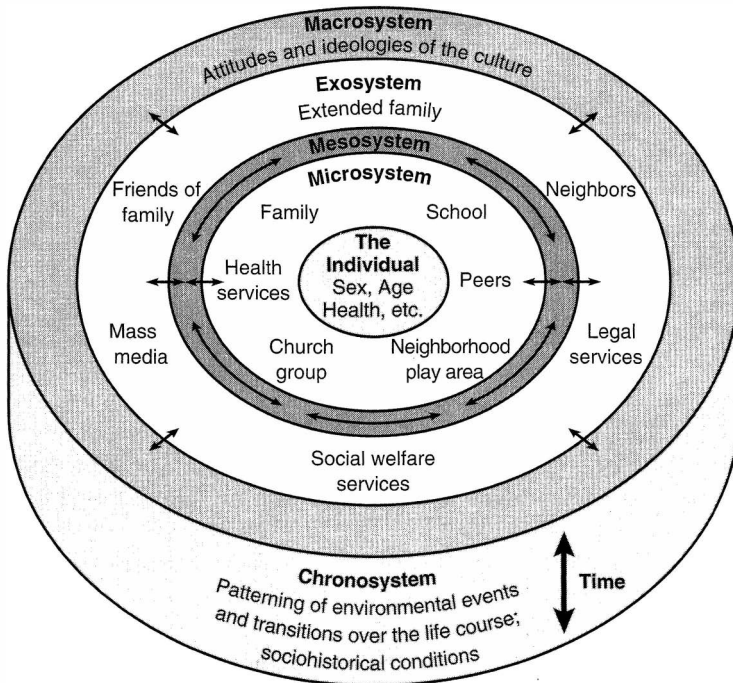 Macrosystem
Attitudes and ideologies of the culture
Exosystem
Extended family
Mesosystem
Microsystem
Friends of
family
Neighbors
Family
School
The
Individual
Sex, Age
Health, etc.
Health
services
Peers
Mass
media
Legal
services
Church
group
Neighborhood
play area
Social welfare
services
Chronosystem
Patterning of environmental events
and transitions over the life course;
sociohistorical conditions
Time